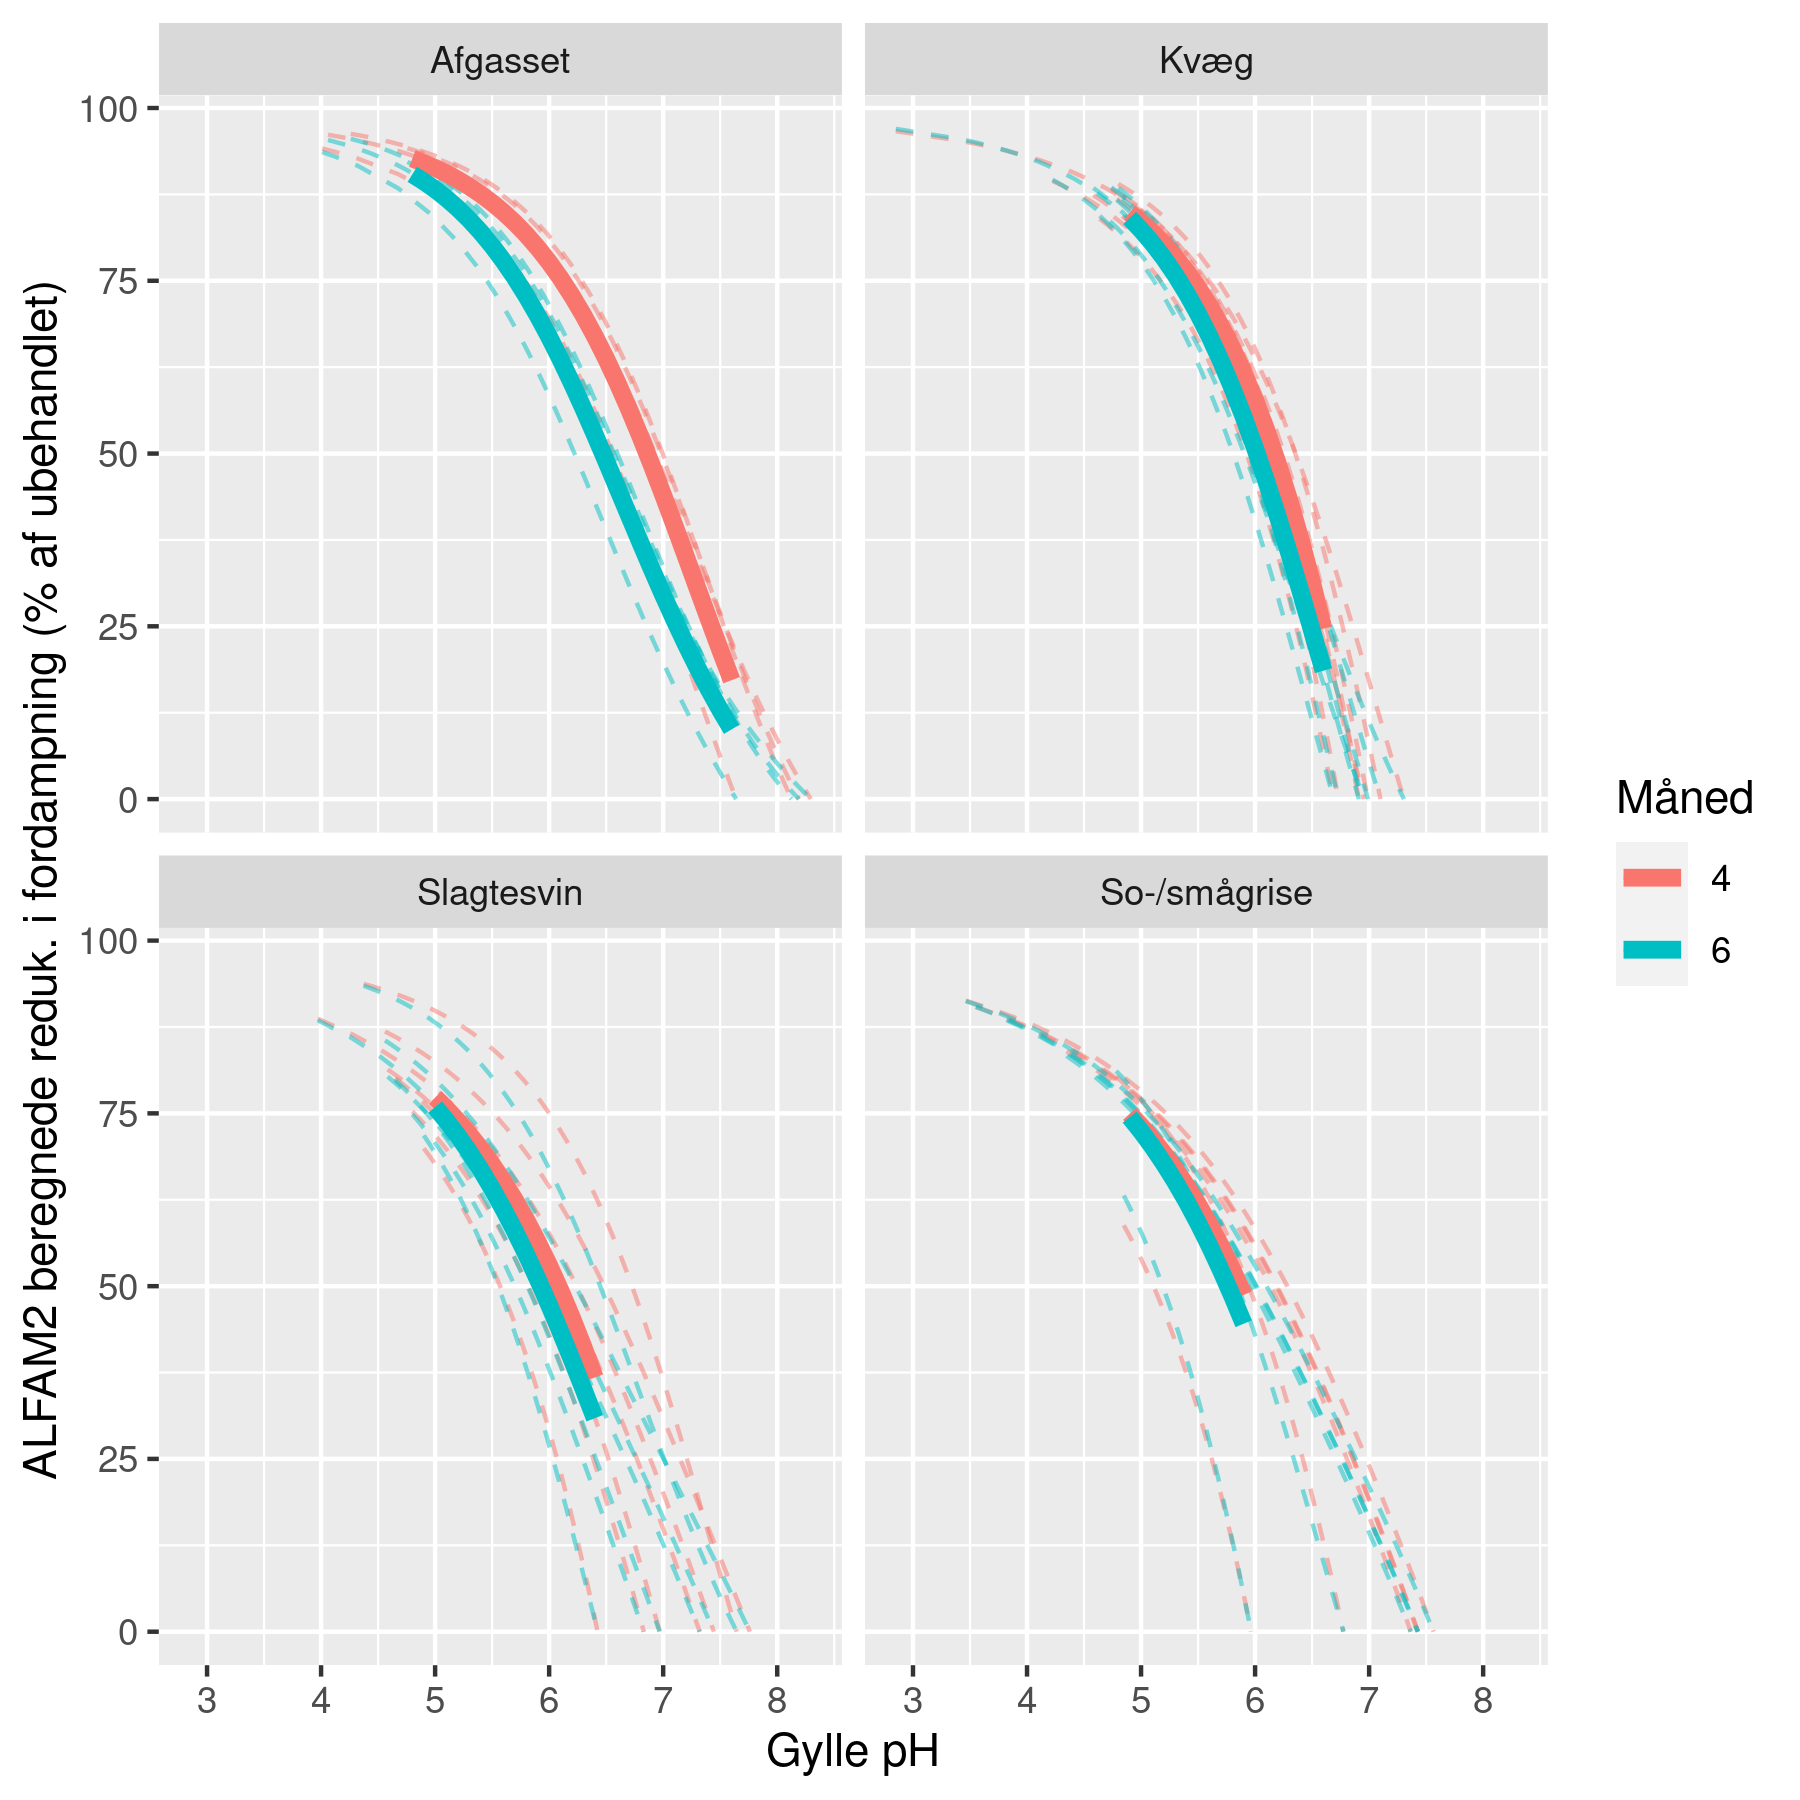 Afgasset
Kvæg
100
75
50
25
0
Slagtesvin
So-/smågrise
100
75
50
25
0
3 4 5 6 7 8
3 4 5 6 7 8
Gylle pH
ALFAM2 beregnede reduk. i fordampning (% af ubehandlet)
Måned
4
6